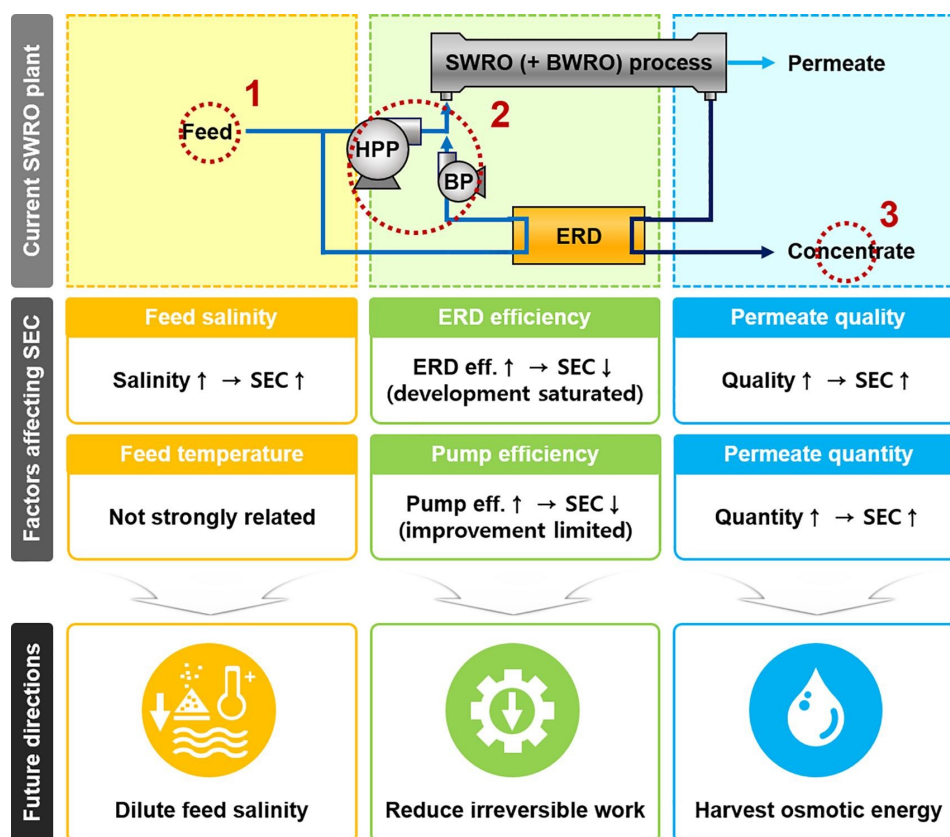 Current SWRO plant
1
Feed
HPP
2
BP
SWRO (+ BWRO) process
Permeate
ERD
3
Concentrate
Factors affecting SEC
Feed salinity
Salinity ↑ → SEC ↑
ERD efficiency
ERD eff. ↑ → SEC ↓
(development saturated)
Permeate quality
Quality ↑ → SEC ↑
Feed temperature
Not strongly related
Pump efficiency
Pump eff. ↑ → SEC ↓
(improvement limited)
Permeate quantity
Quantity ↑ → SEC ↑
Future directions
+
Dilute feed salinity
Reduce irreversible work
Harvest osmotic energy